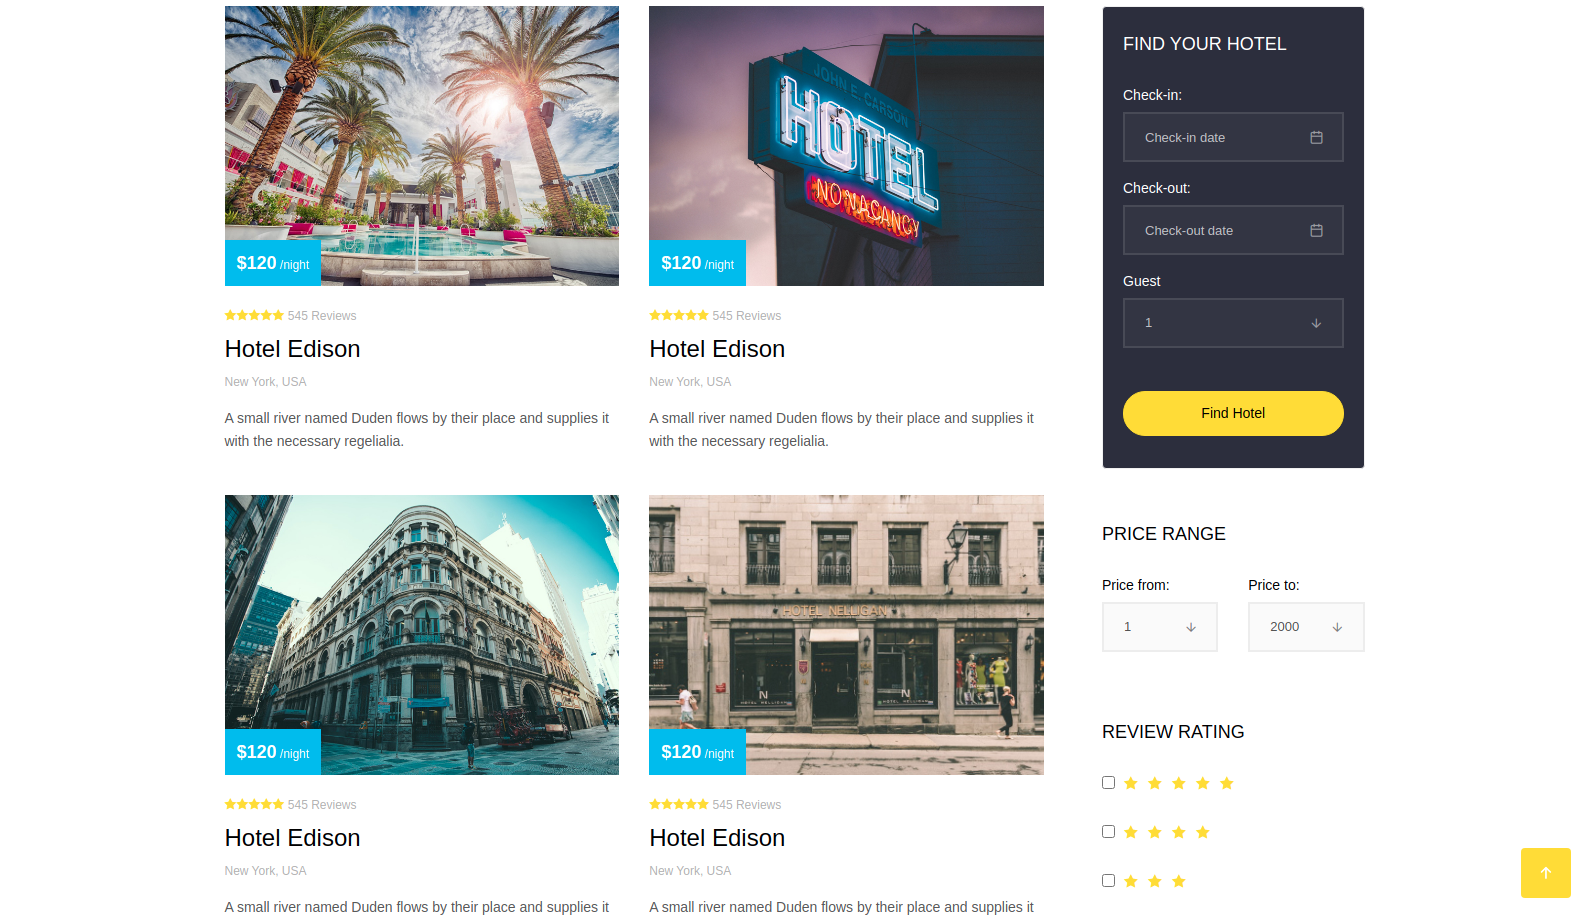 JOHN E. CARSON
HOTEL
NO VACANCY
$120 /night
$120 /night
545 Reviews
545 Reviews
Hotel Edison
Hotel Edison
New York, USA
New York, USA
A small river named Duden flows by their place and supplies it
with the necessary regelialia.
A small river named Duden flows by their place and supplies it
with the necessary regelialia.
HOTEL NELLIGAN
N
HOTEL NELLIGAN
N
HOTEL NELLIGAN
$120 /night
$120 /night
545 Reviews
545 Reviews
Hotel Edison
Hotel Edison
New York, USA
New York, USA
A small river named Duden flows by their place and supplies it
A small river named Duden flows by their place and supplies it
FIND YOUR HOTEL
Check-in:
Check-in date
Check-out:
Check-out date
Guest
1
Find Hotel
PRICE RANGE
Price from:
Price to:
1
2000
REVIEW RATING